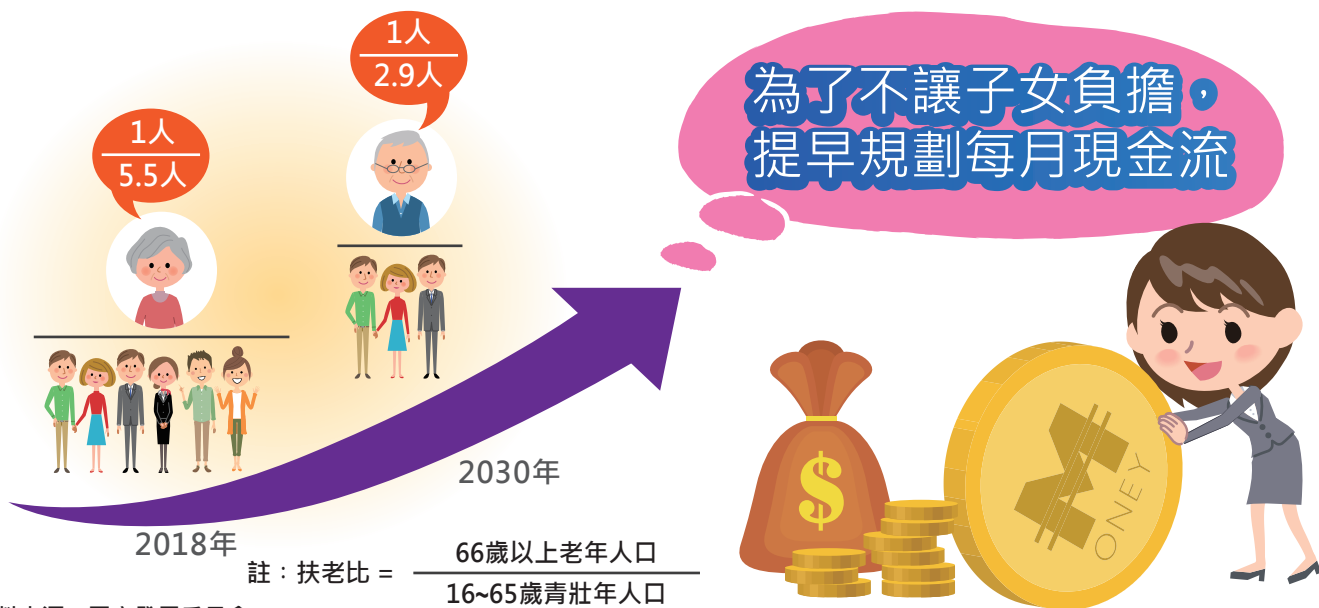 1人
2.9人
1人
5.5人
為了不讓子女負擔，
提早規劃每月現金流
$
ONEY
2030年
2018年
註：扶老比 =
66歲以上老年人口
16~65歲青壯年人口